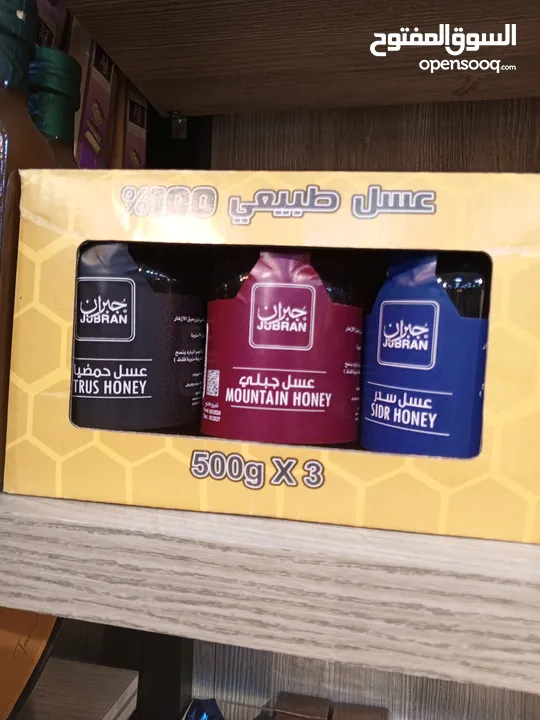 السوق المفتوح
opensooq.com
عسل طبيعي 100%
جبران
JUBRAN
عسل حمضيا
TRUS HONEY
جبران
JUBRAN
عسل جبلي
MOUNTAIN HONEY
جبران
JUBRAN
عسل سدر
SIDR HONEY
500g X 3